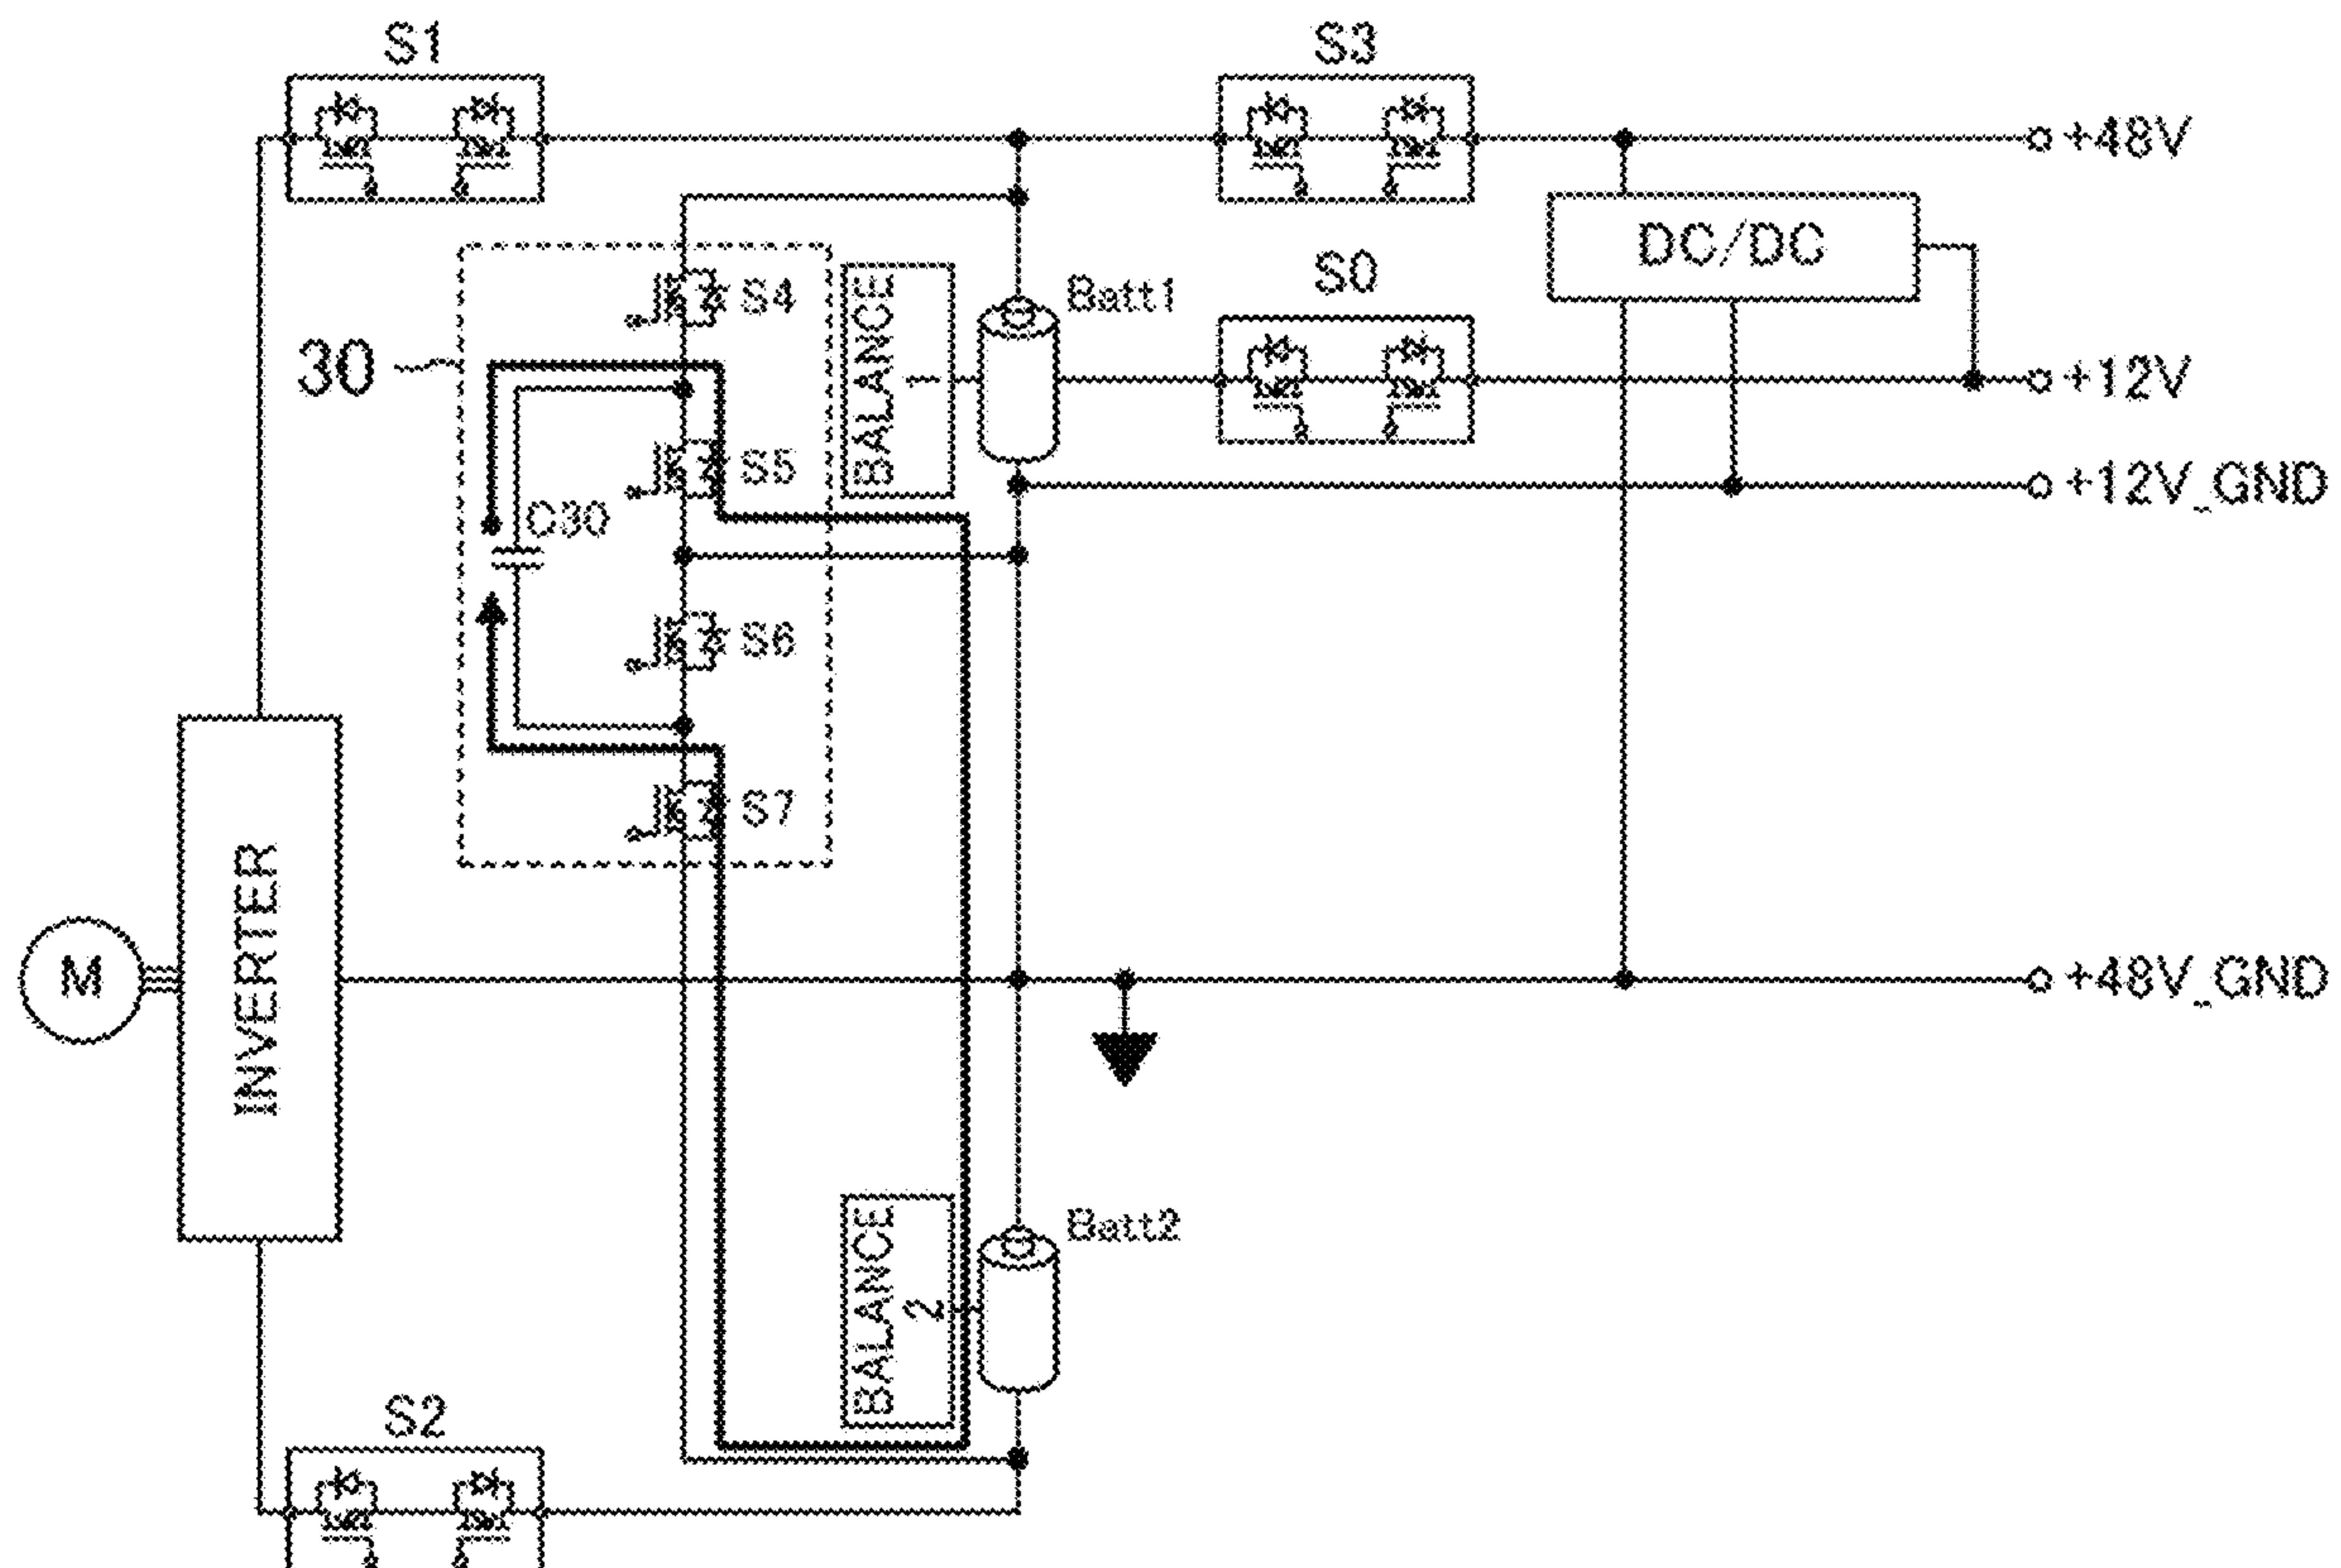 S1
S3
+48V
DC/DC
S0
S4
BALANCE
1
Batt1
30
+12V
S5
+12V_GND
C30
S6
S7
INVERTER
M
+48V_GND
BALANCE
2
Batt2
S2